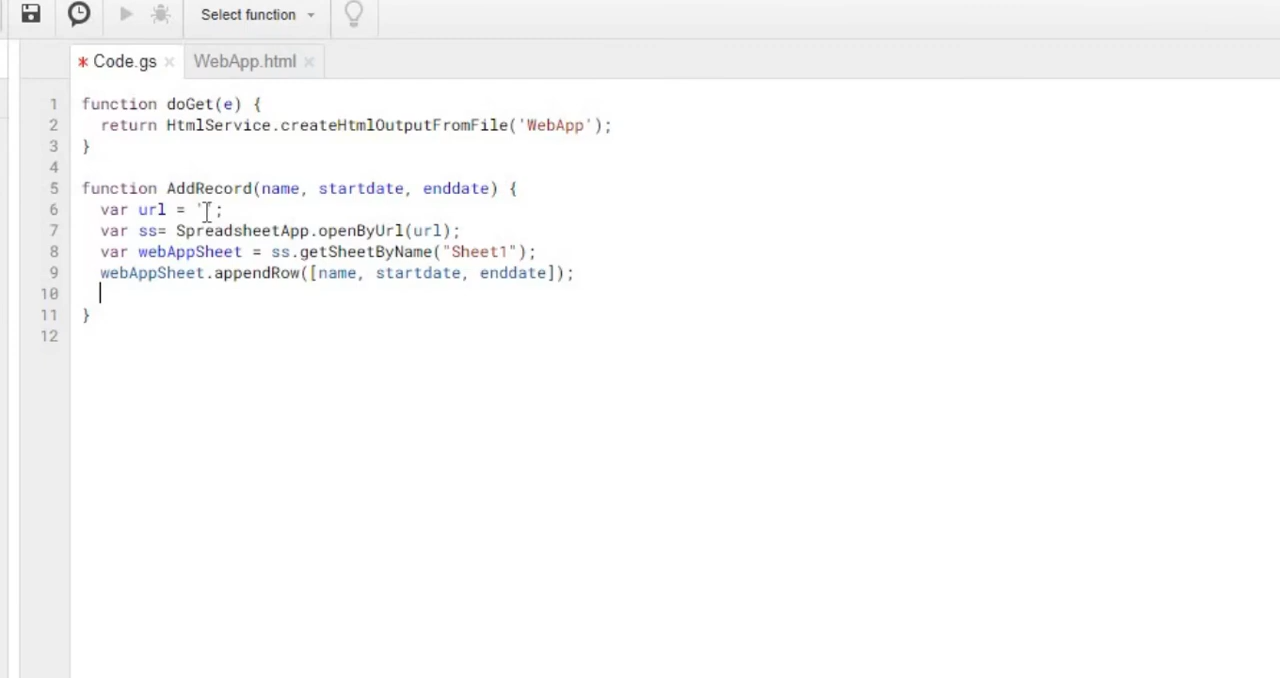 Select function
* Code.gs × WebApp.html ×
1 function doGet(e) {
2 return HtmlService.createHtmlOutputFromFile('WebApp');
3 }
4
5 function AddRecord(name, startdate, enddate) {
6 var url = ' ;
7 var ss= SpreadsheetApp.openByUrl(url);
8 var webAppSheet = ss.getSheetByName("Sheet1");
9 webAppSheet.appendRow([name, startdate, enddate]);
10
11 }
12